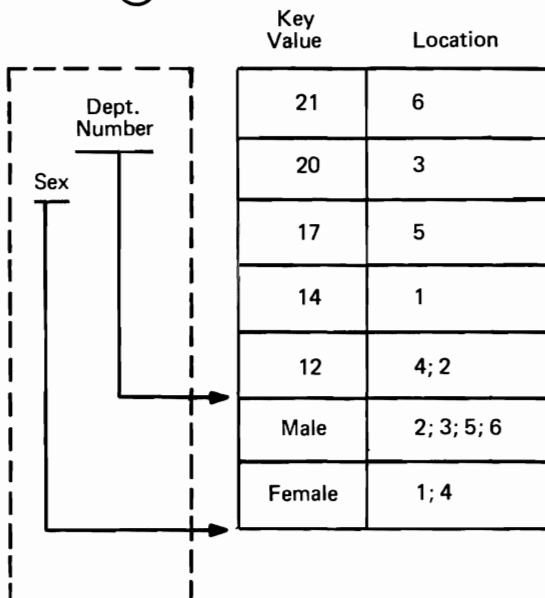 Key
Value Location
Dept.
Number
Sex
21 6
20 3
17 5
14 1
12 4; 2
Male 2; 3; 5; 6
Female 1; 4